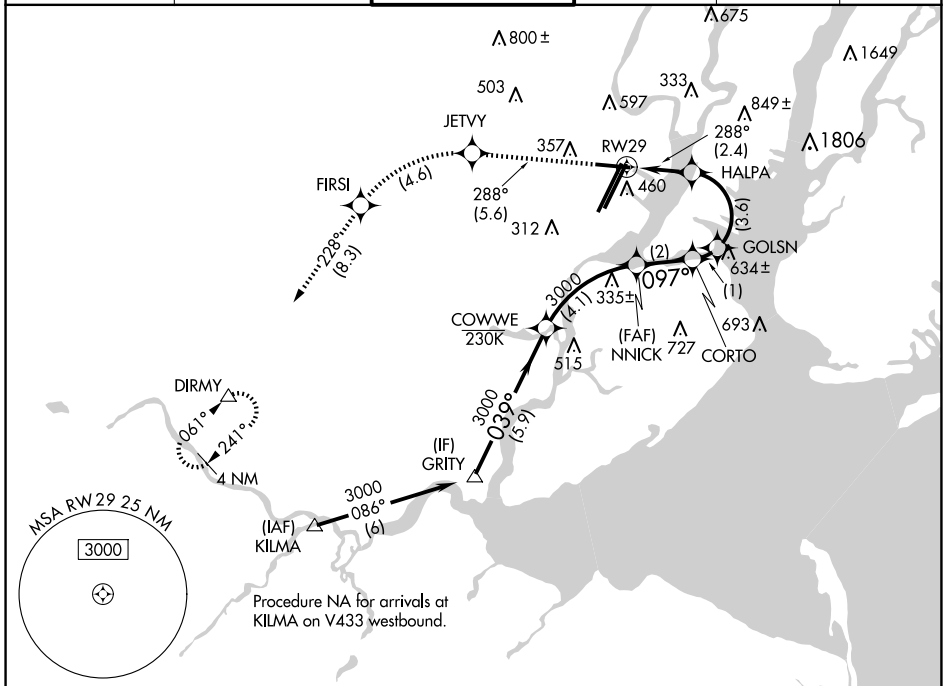 675
800 ±
1649
503
333
597
849 ±
JETVY
357
RW29
288°
(2.4)
1806
HALPA
FIRSI
(4.6)
460
288°
(5.6)
(3.6)
312
228°
(8.3)
GOLSN
(2)
097°
634 ±
(1)
3000
(4.1)
335±
COWWE
230K
(FAF)
NNICK
727
693
CORTO
515
DIRMY
061°
241°
3000
039°
(5.9)
4 NM
(IF)
GRITY
3000
086°
(6)
(IAF)
KILMA
MSA RW 29 25 NM
3000
Procedure NA for arrivals at
KILMA on V433 westbound.